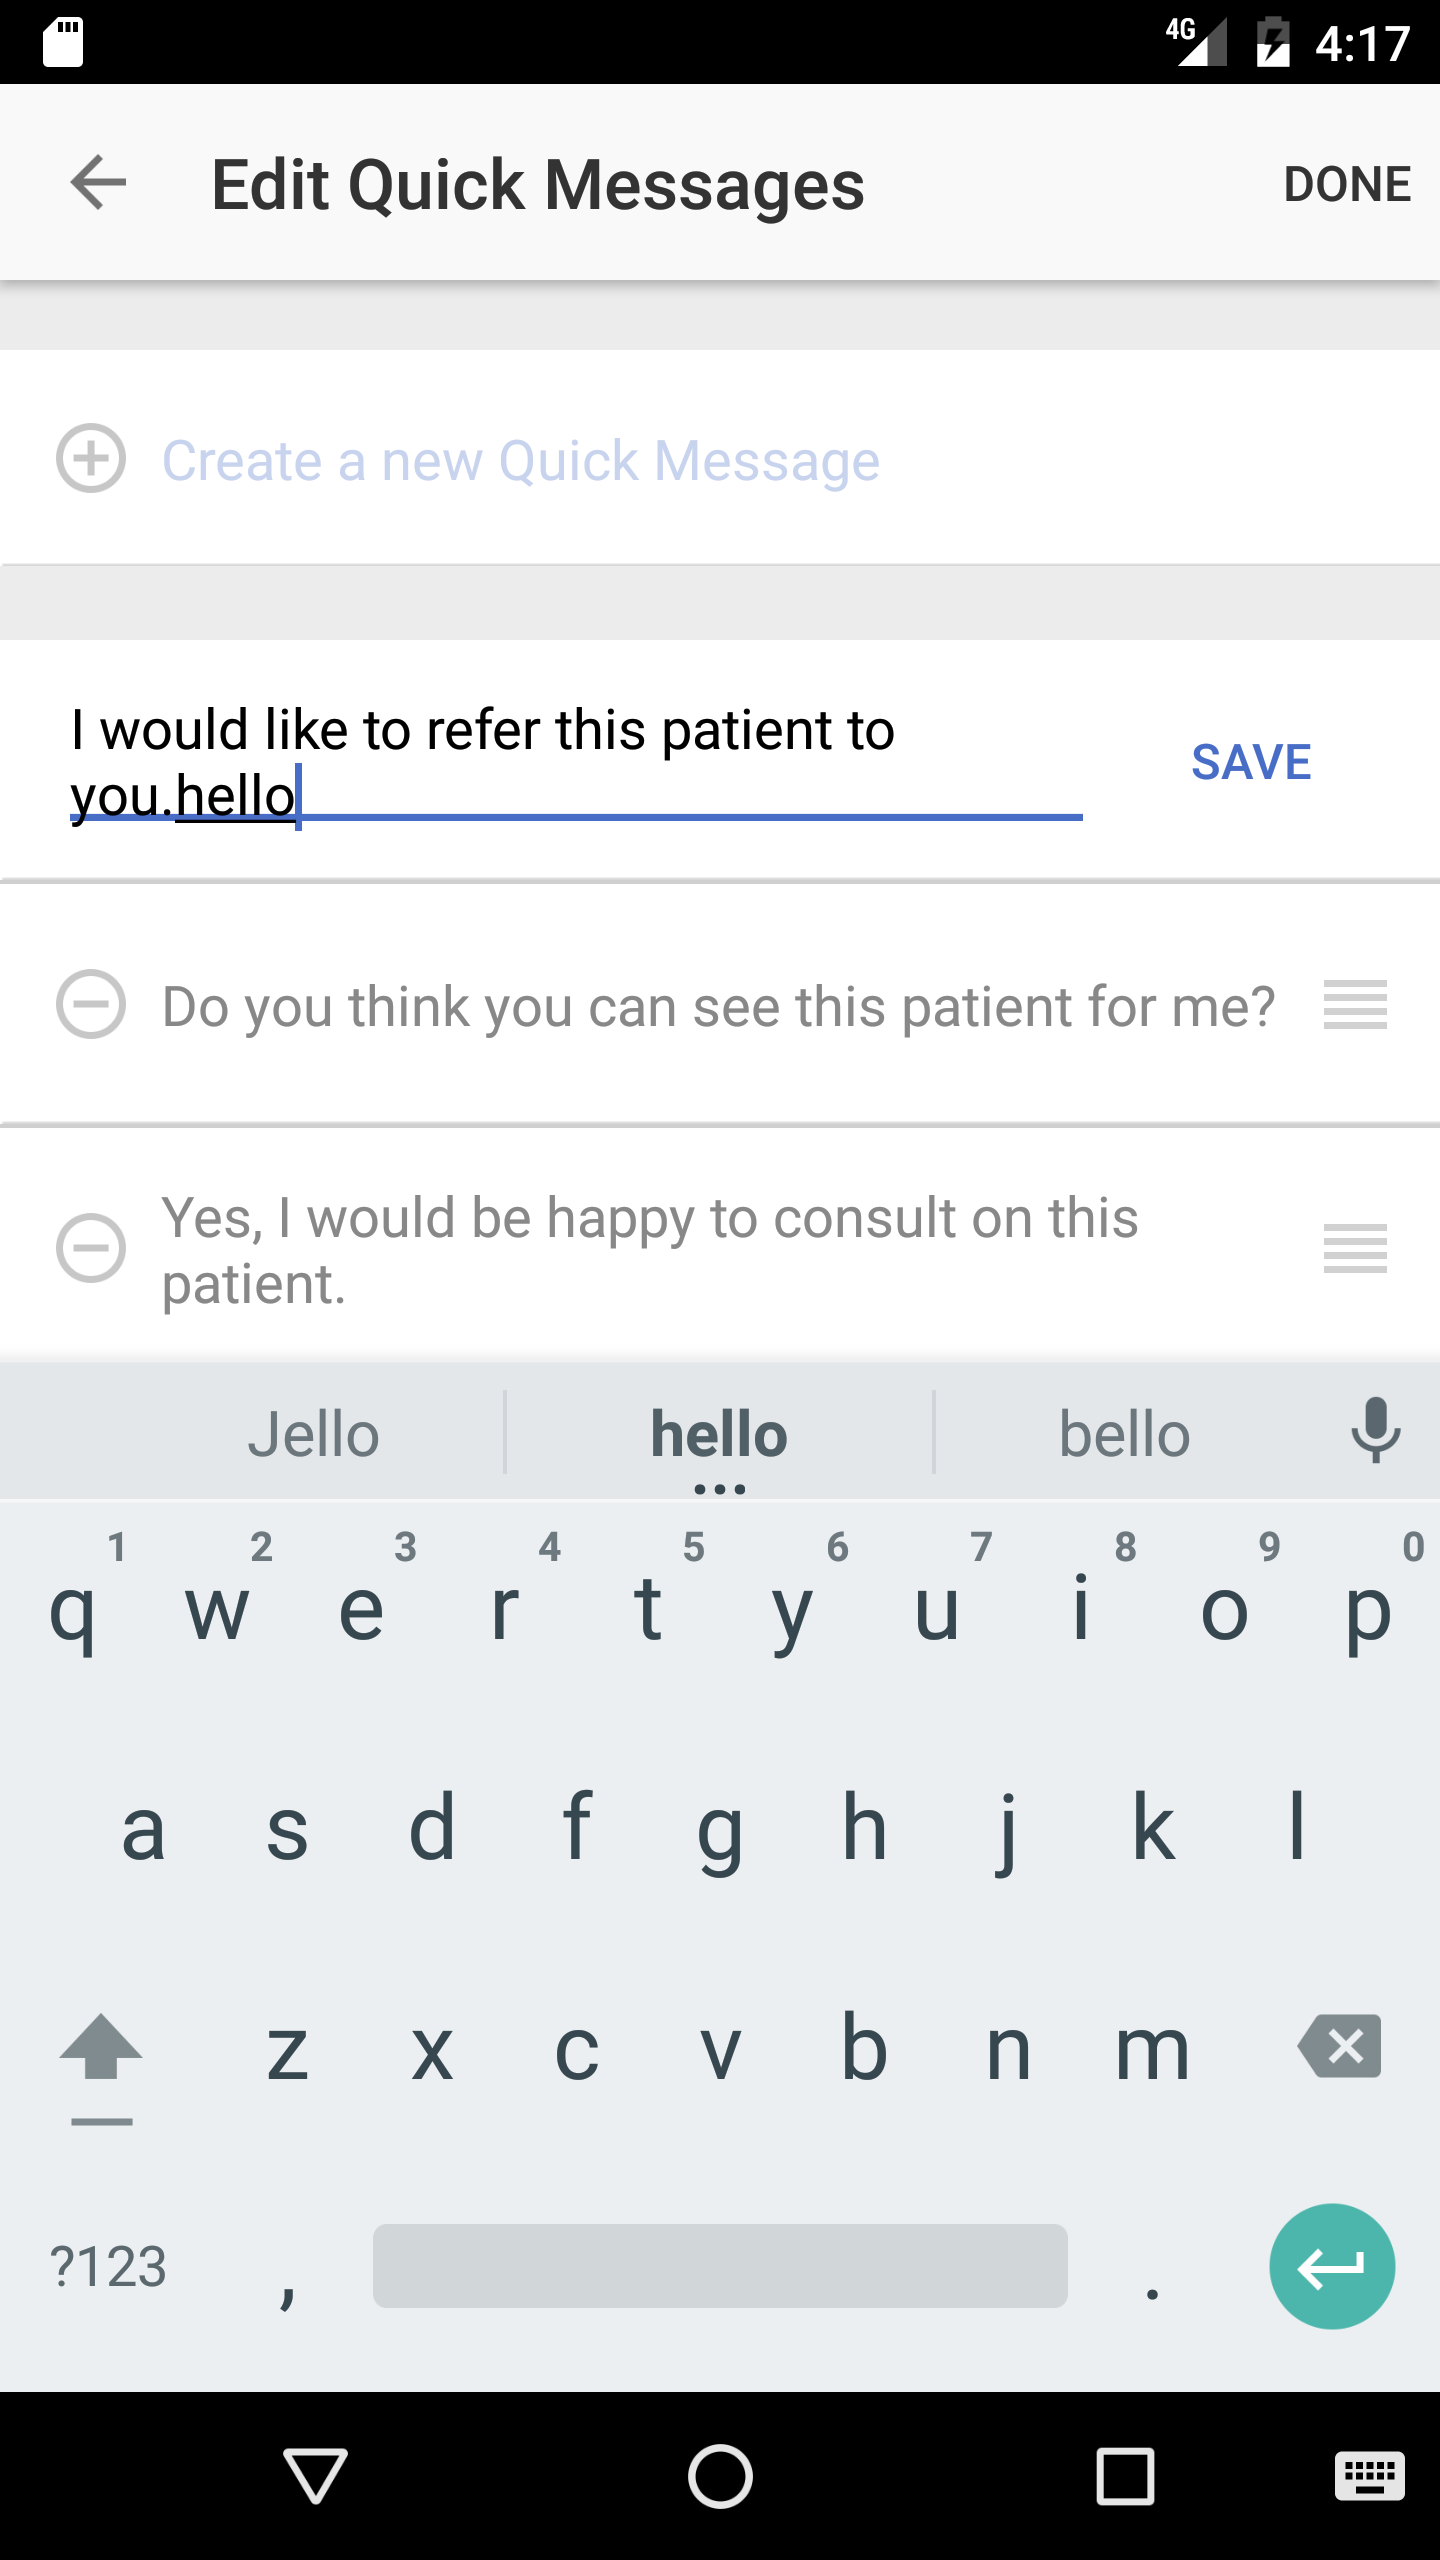 4G 4:17
Edit Quick Messages DONE
Create a new Quick Message
I would like to refer this patient to
you.hello
SAVE
Do you think you can see this patient for me?
Yes, I would be happy to consult on this
patient.
Jello hello bello
1 2 3 4 5 6 7 8 9 0
q w e r t y u i o p
a s d f g h j k l
z x c v b n m
?123 , .